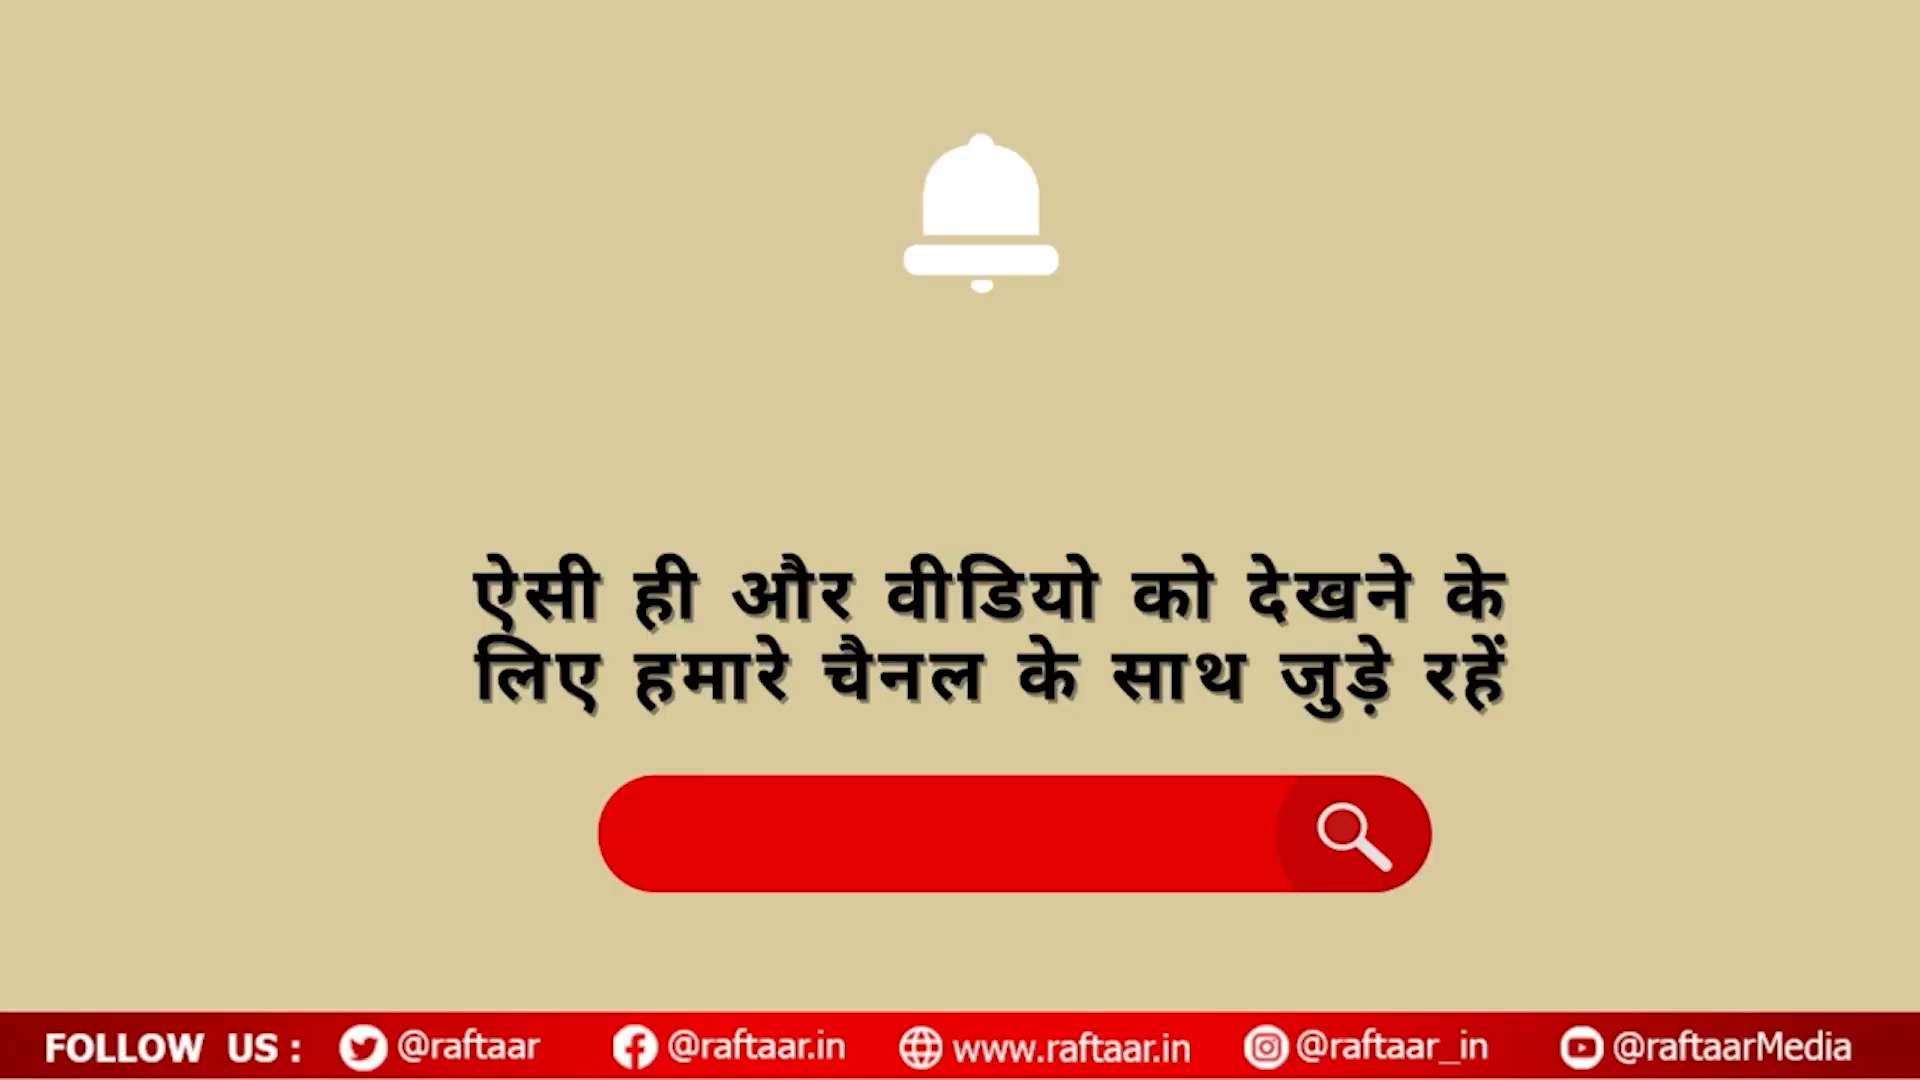 ऐसी ही और वीडियो को देखने के
लिए हमारे चैनल के साथ जुड़े रहें
FOLLOW US : @raftaar @raftaar.in www.raftaar.in @raftaar_in @raftaarMedia